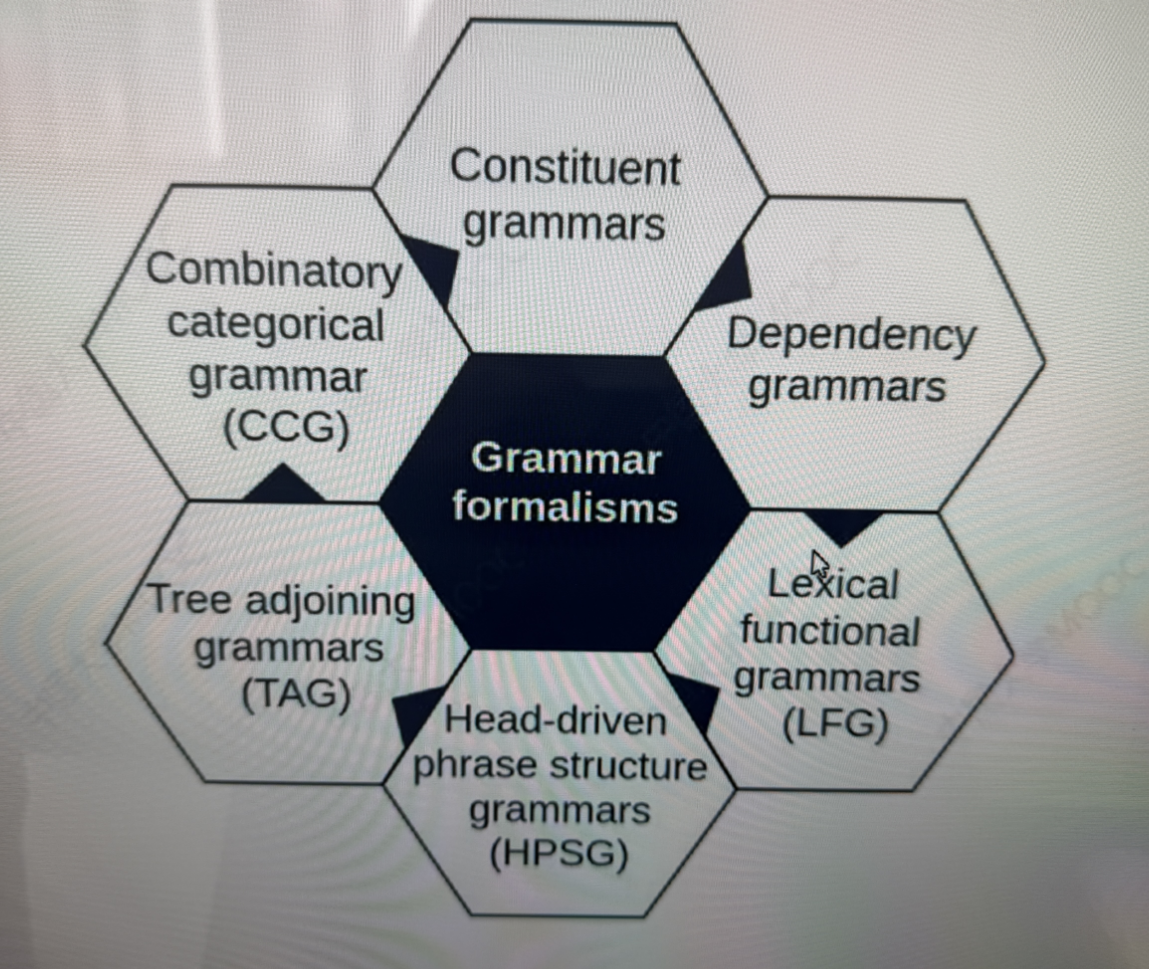 Constituent
grammars
Combinatory
categorical
grammar
(CCG)
Dependency
grammars
Grammar
formalisms
Tree adjoining
grammars
(TAG)
Lexical
functional
grammars
(LFG)
Head-driven
phrase structure
grammars
(HPSG)